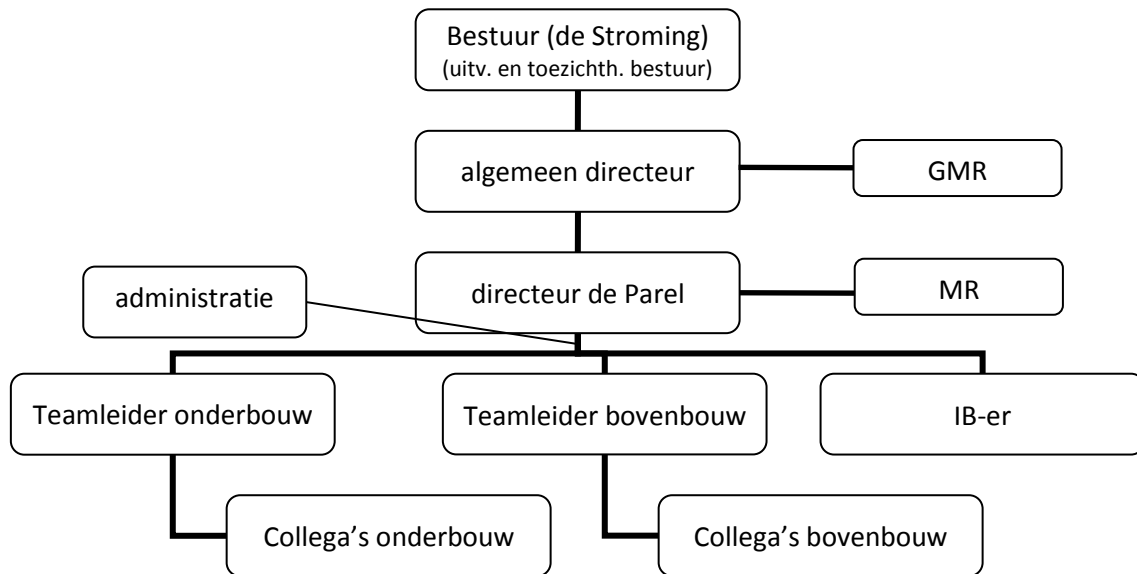 Bestuur (de Stroming)
(uitv. en toezichth. bestuur)
algemeen directeur
GMR
administratie
directeur de Parel
MR
Teamleider onderbouw
Teamleider bovenbouw
IB-er
Collega’s onderbouw
Collega’s bovenbouw